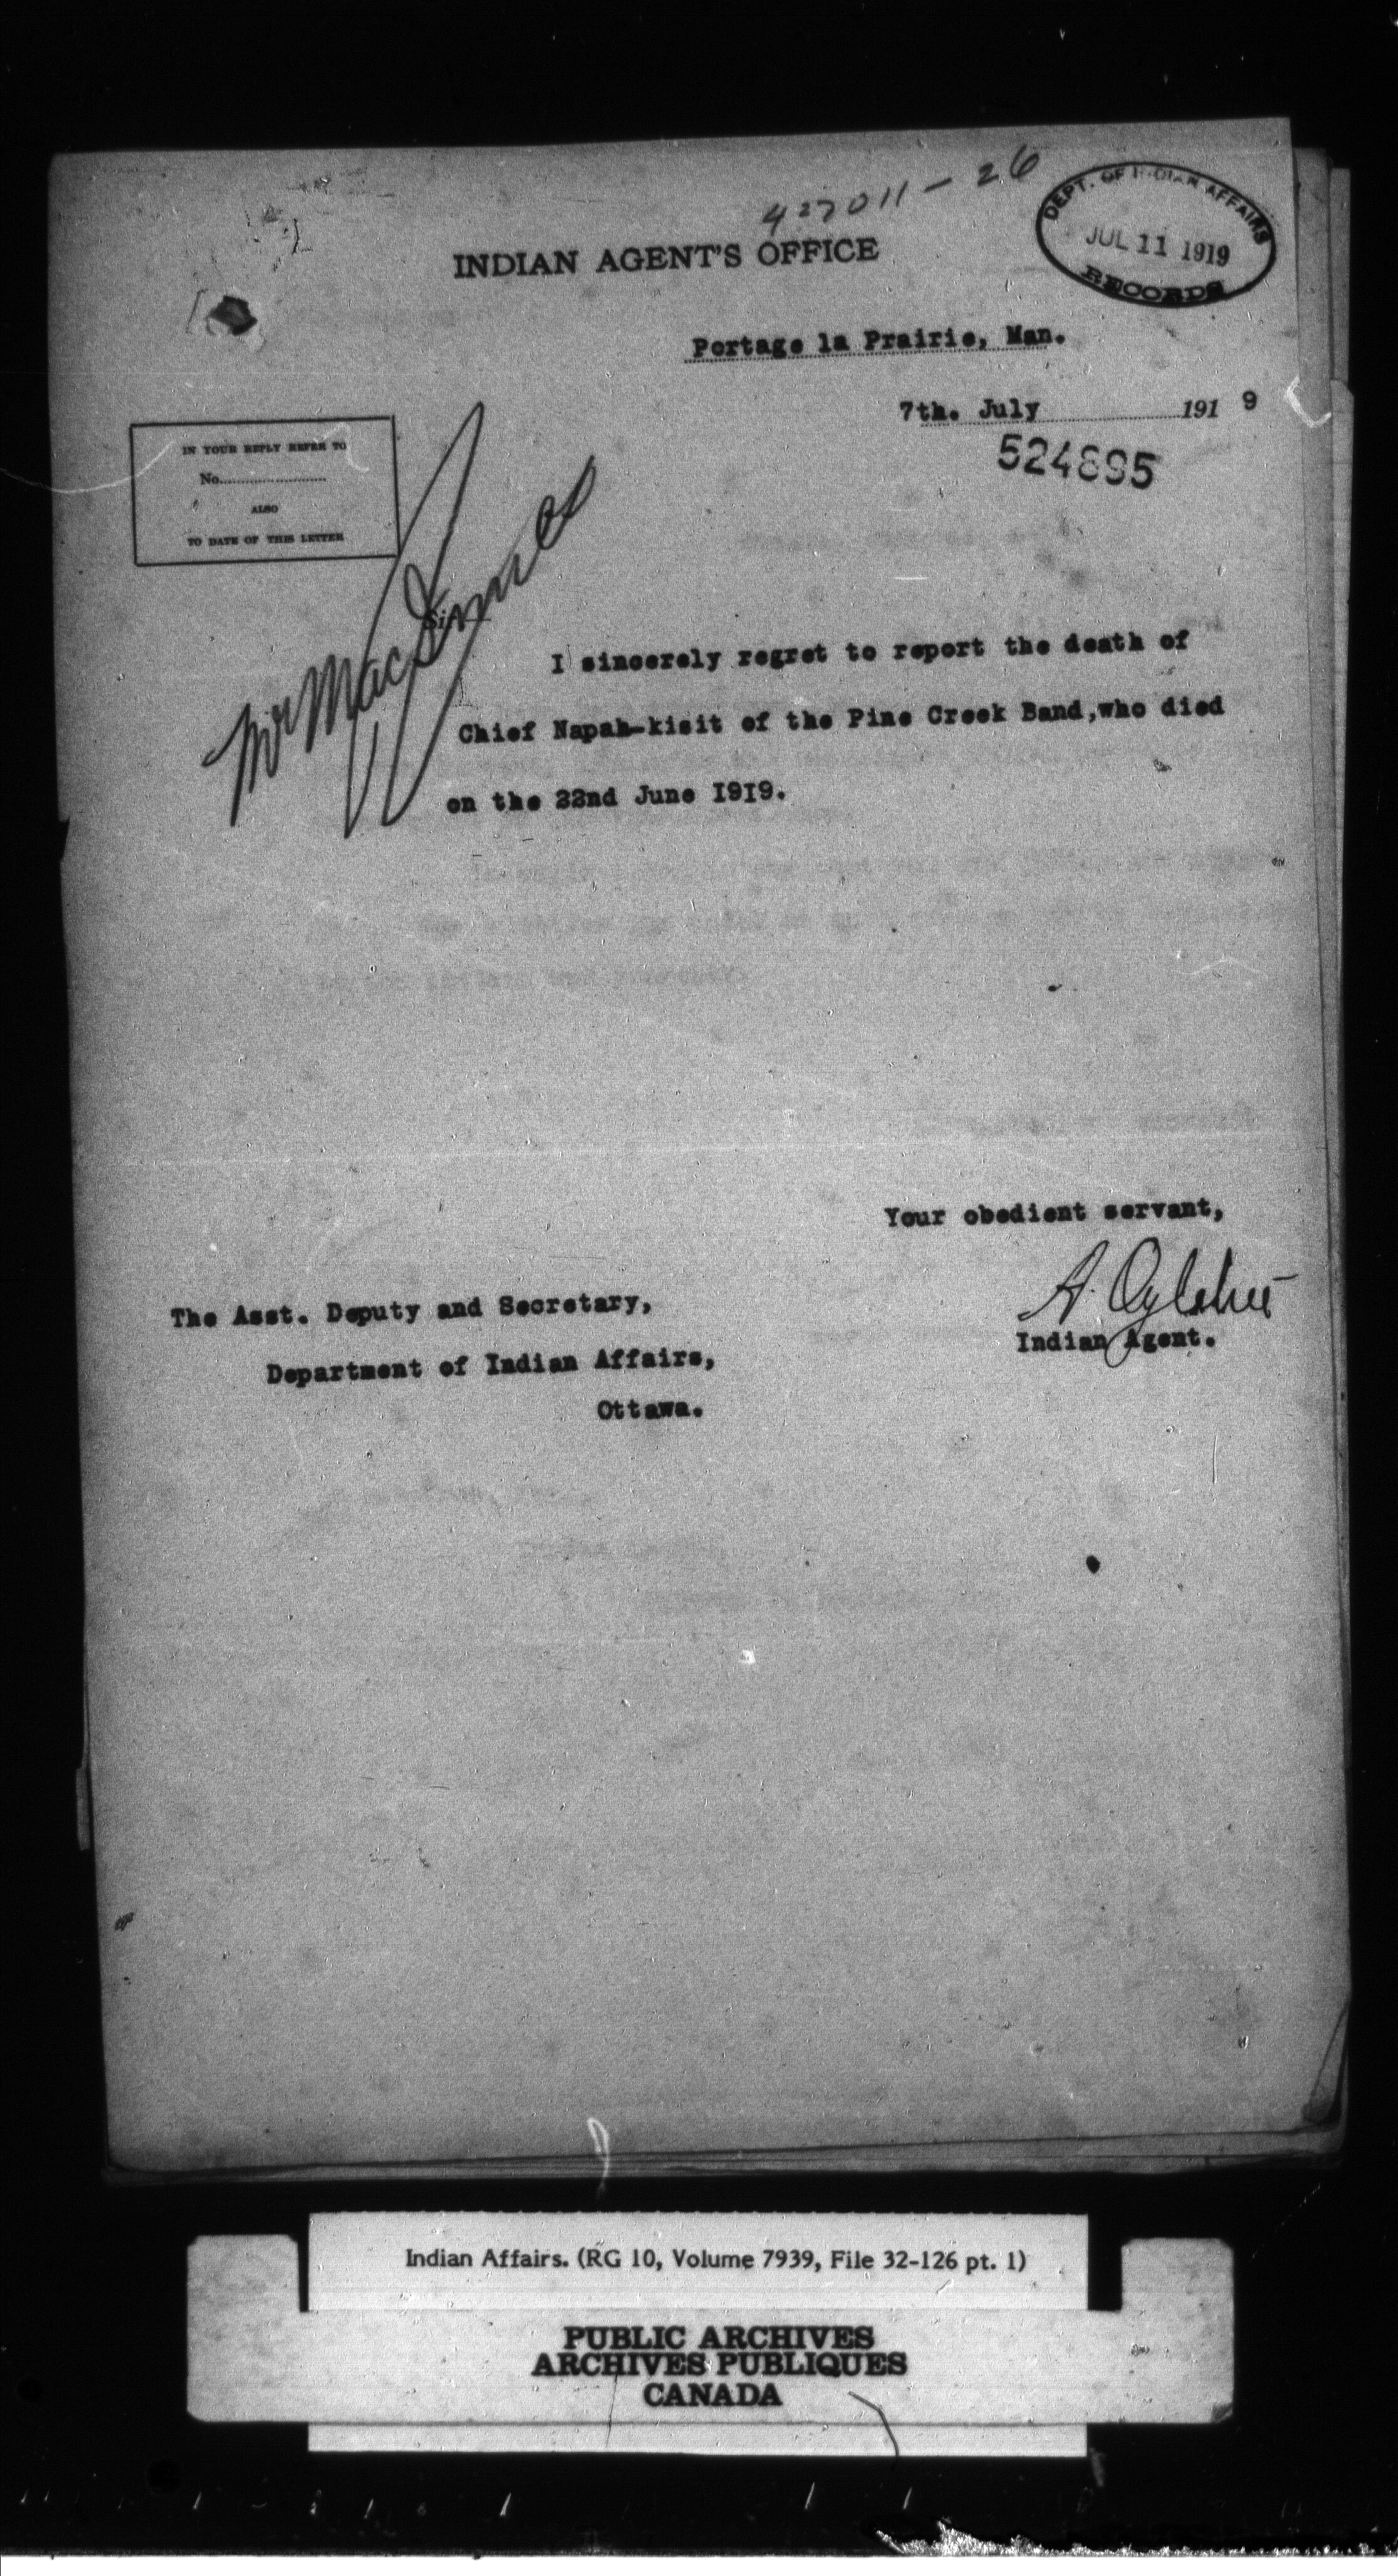 427011-26
DEPT. OF INDIAN AFFAIRS
JUL 11 1919
RECORDS
INDIAN AGENT'S OFFICE
Portage la Prairie, Man.
7th. July 1919
524895
IN YOUR REPLY REFER TO
No.
ALSO
TO DATE OF THIS LETTER
Mr MacInnes
Sir,
I sincerely regret to report the death of
Chief Napah-kisit of the Pine Creek Band,who died
on the 22nd June 1919.
Your obedient servant,
A.
Indian Agent.
The Asst. Deputy and Secretary,
Department of Indian Affairs,
Ottawa.
Indian Affairs. (RG 10, Volume 7939, File 32-126 pt. 1)
PUBLIC ARCHIVES
ARCHIVES PUBLIQUES
CANADA